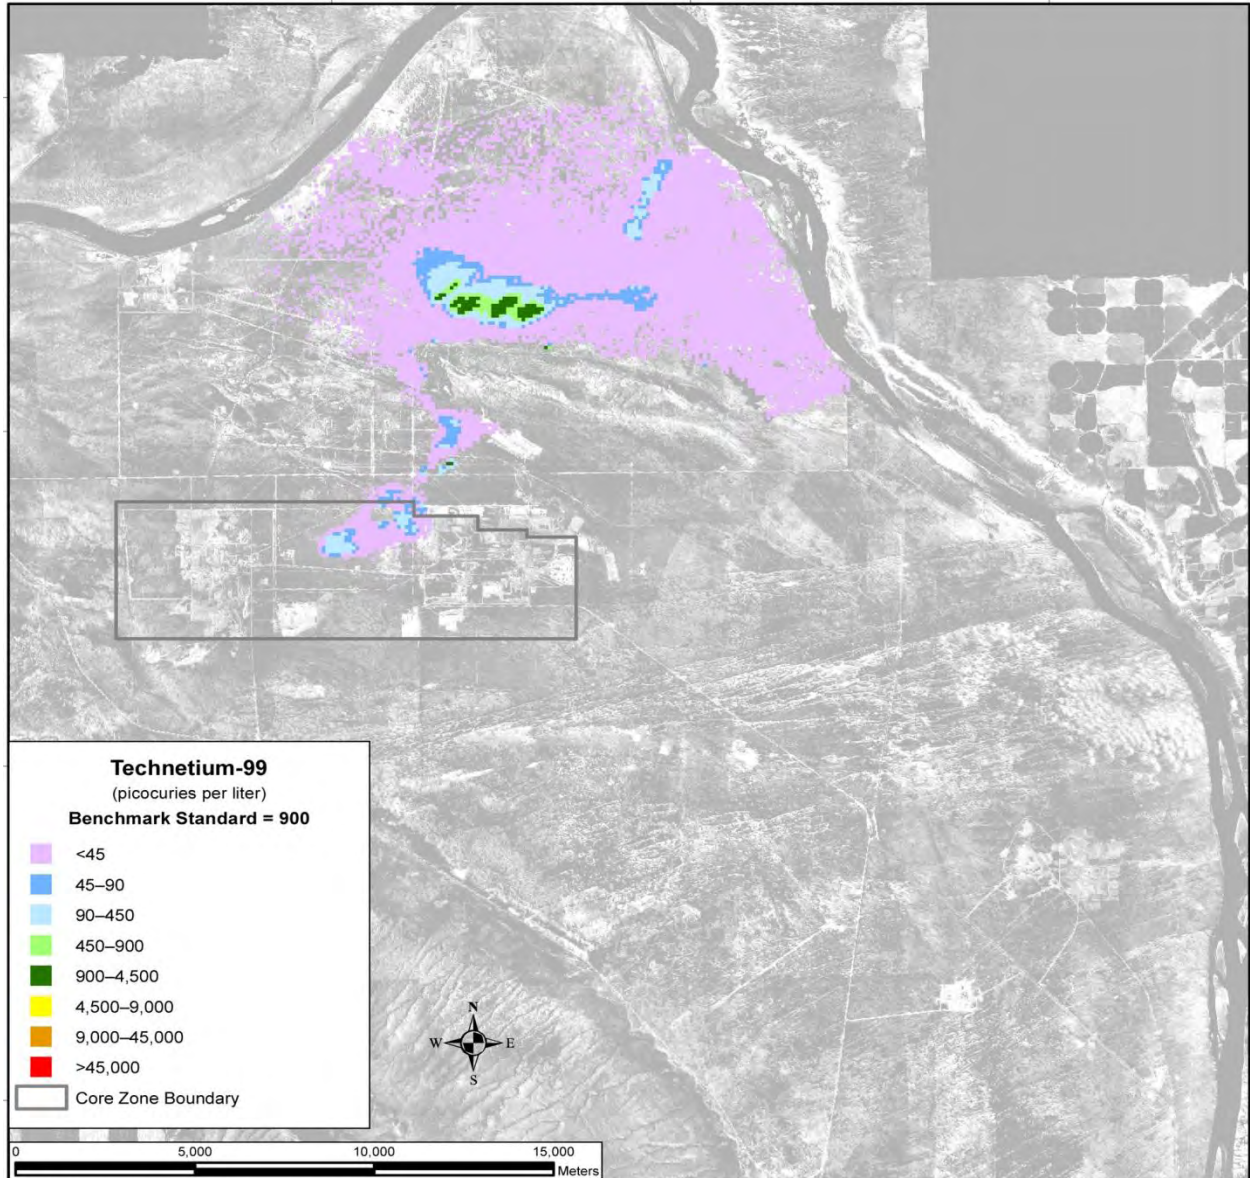 Technetium-99
(picocuries per liter)
Benchmark Standard = 900
<45
45–90
90–450
450–900
900–4,500
4,500–9,000
9,000–45,000
>45,000
Core Zone Boundary
N
W E
S
0 5,000 10,000 15,000
Meters